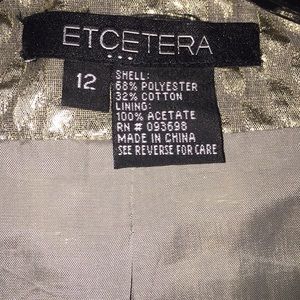 ETCETERA
...
12
SHELL:
68% POLYESTER
32% COTTON
LINING:
100% ACETATE
RN # 093698
MADE IN CHINA
SEE REVERSE FOR CARE